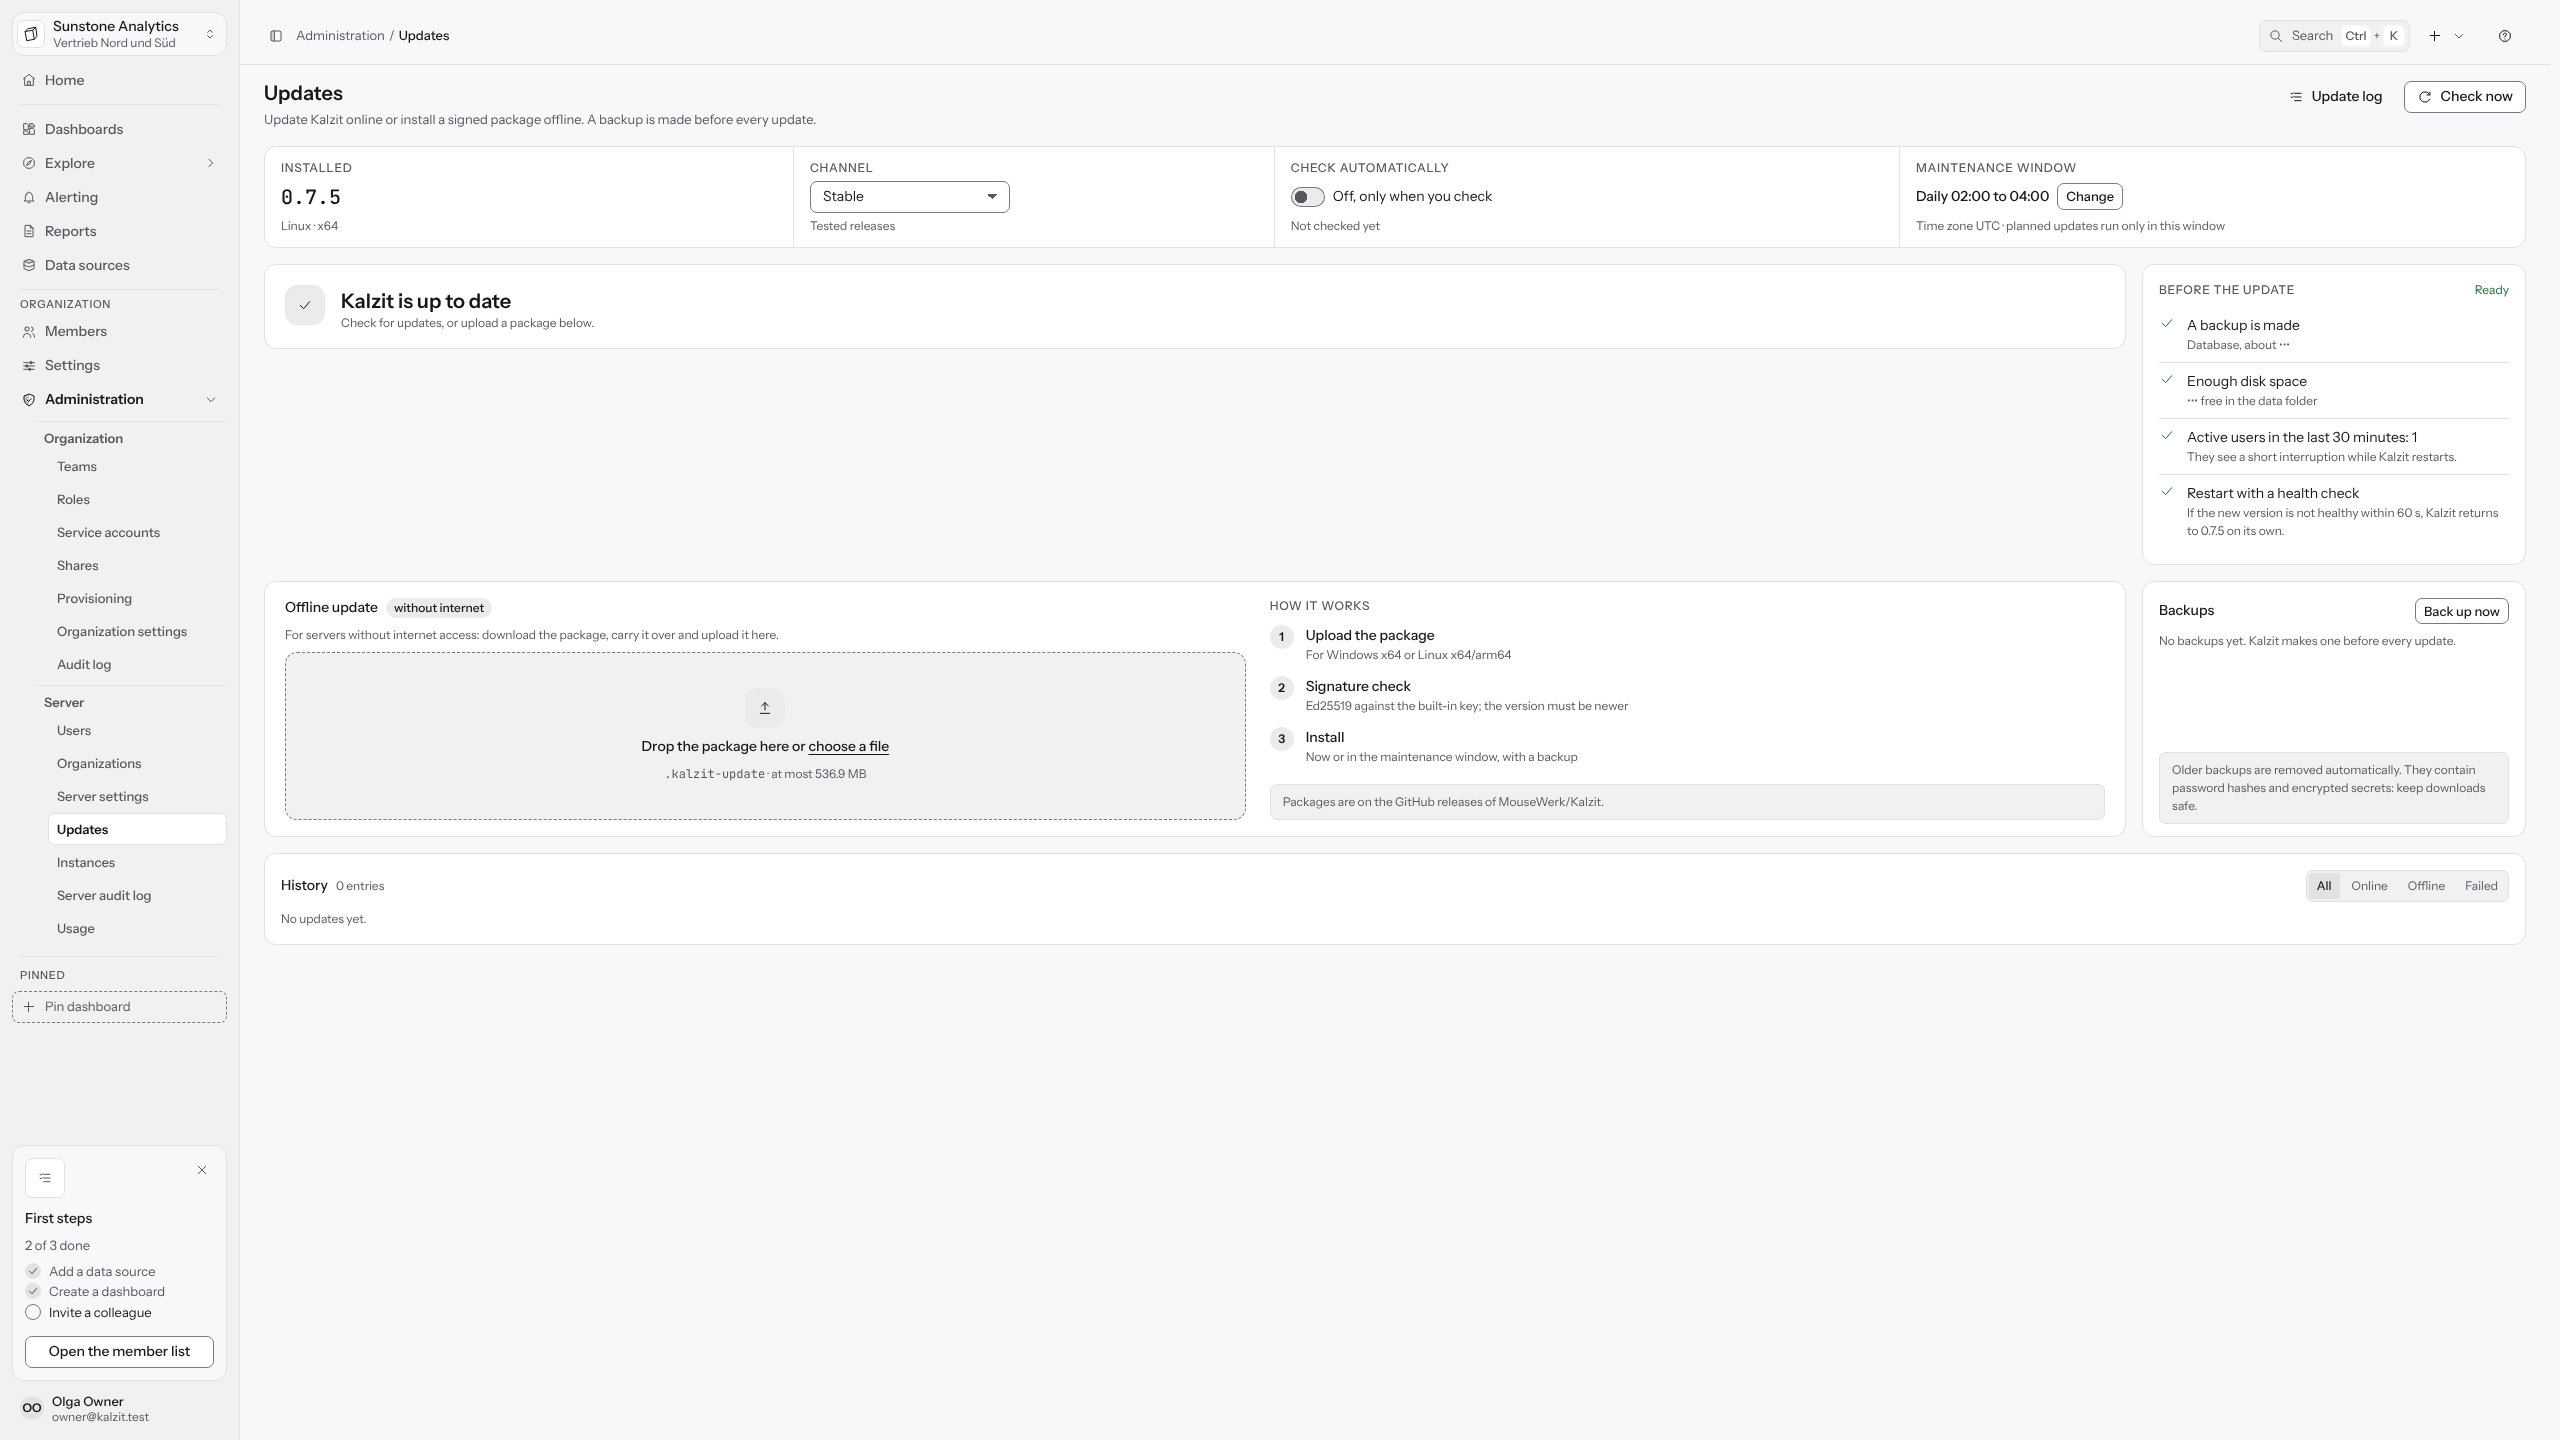 Sunstone Analytics
Vertrieb Nord und Süd
Home
Dashboards
Explore
Alerting
Reports
Data sources
ORGANIZATION
Members
Settings
Administration
Organization
Teams
Roles
Service accounts
Shares
Provisioning
Organization settings
Audit log
Server
Users
Organizations
Server settings
Updates
Instances
Server audit log
Usage
PINNED
Pin dashboard
First steps
2 of 3 done
Add a data source
Create a dashboard
Invite a colleague
Open the member list
OO
Olga Owner
owner@kalzit.test
Administration / Updates
Search Ctrl + K
Updates
Update Kalzit online or install a signed package offline. A backup is made before every update.
Update log
Check now
INSTALLED
0.7.5
Linux · x64
CHANNEL
Stable
Tested releases
CHECK AUTOMATICALLY
Off, only when you check
Not checked yet
MAINTENANCE WINDOW
Daily 02:00 to 04:00 Change
Time zone UTC · planned updates run only in this window
Kalzit is up to date
Check for updates, or upload a package below.
BEFORE THE UPDATE Ready
A backup is made
Database, about ···
Enough disk space
··· free in the data folder
Active users in the last 30 minutes: 1
They see a short interruption while Kalzit restarts.
Restart with a health check
If the new version is not healthy within 60 s, Kalzit returns
to 0.7.5 on its own.
Offline update without internet
For servers without internet access: download the package, carry it over and upload it here.
Drop the package here or choose a file
.kalzit-update · at most 536.9 MB
HOW IT WORKS
1 Upload the package
For Windows x64 or Linux x64/arm64
2 Signature check
Ed25519 against the built-in key; the version must be newer
3 Install
Now or in the maintenance window, with a backup
Packages are on the GitHub releases of MouseWerk/Kalzit.
Backups
Back up now
No backups yet. Kalzit makes one before every update.
Older backups are removed automatically. They contain
password hashes and encrypted secrets: keep downloads
safe.
History 0 entries
All Online Offline Failed
No updates yet.